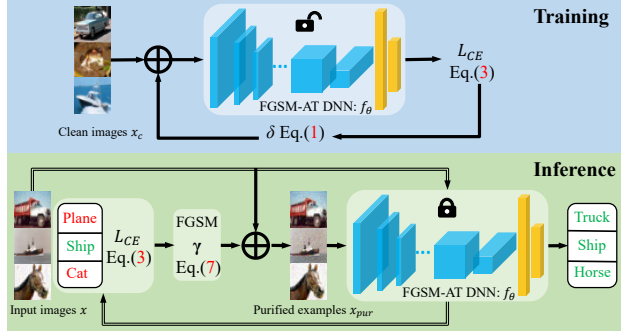 Training
L_CE
Eq.(3)
FGSM-AT DNN: f_θ
Clean images x_c
δ Eq.(1)
Inference
Plane
Ship
Cat
L_CE
Eq.(3)
FGSM
γ
Eq.(7)
Truck
Ship
Horse
FGSM-AT DNN: f_θ
Input images x
Purified examples x_pur